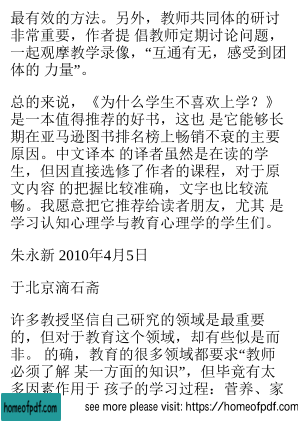 最有效的方法。另外，教师共同体的研讨
非常重要，作者提 倡教师定期讨论问题，
一起观摩教学录像，“互通有无，感受到团
体的 力量”。
总的来说，《为什么学生不喜欢上学？》
是一本值得推荐的好书，这也 是它能够长
期在亚马逊图书排名榜上畅销不衰的主要
原因。中文译本 的译者虽然是在读的学
生，但因直接选修了作者的课程，对于原
文内容 的把握比较准确，文字也比较流
畅。我愿意把它推荐给读者朋友，尤其 是
学习认知心理学与教育心理学的学生们。
朱永新 2010年4月5日
于北京滴石斋
许多教授坚信自己研究的领域是最重要
的，但对于教育这个领域，却有些似是而
非。 的确，教育的很多领域都要求“教师
必须了解 某一方面的知识”，但毕竟有太
多因素作用于 孩子的学习过程：营养、家
homeofpdf.com
see more please visit: https://homeofpdf.com